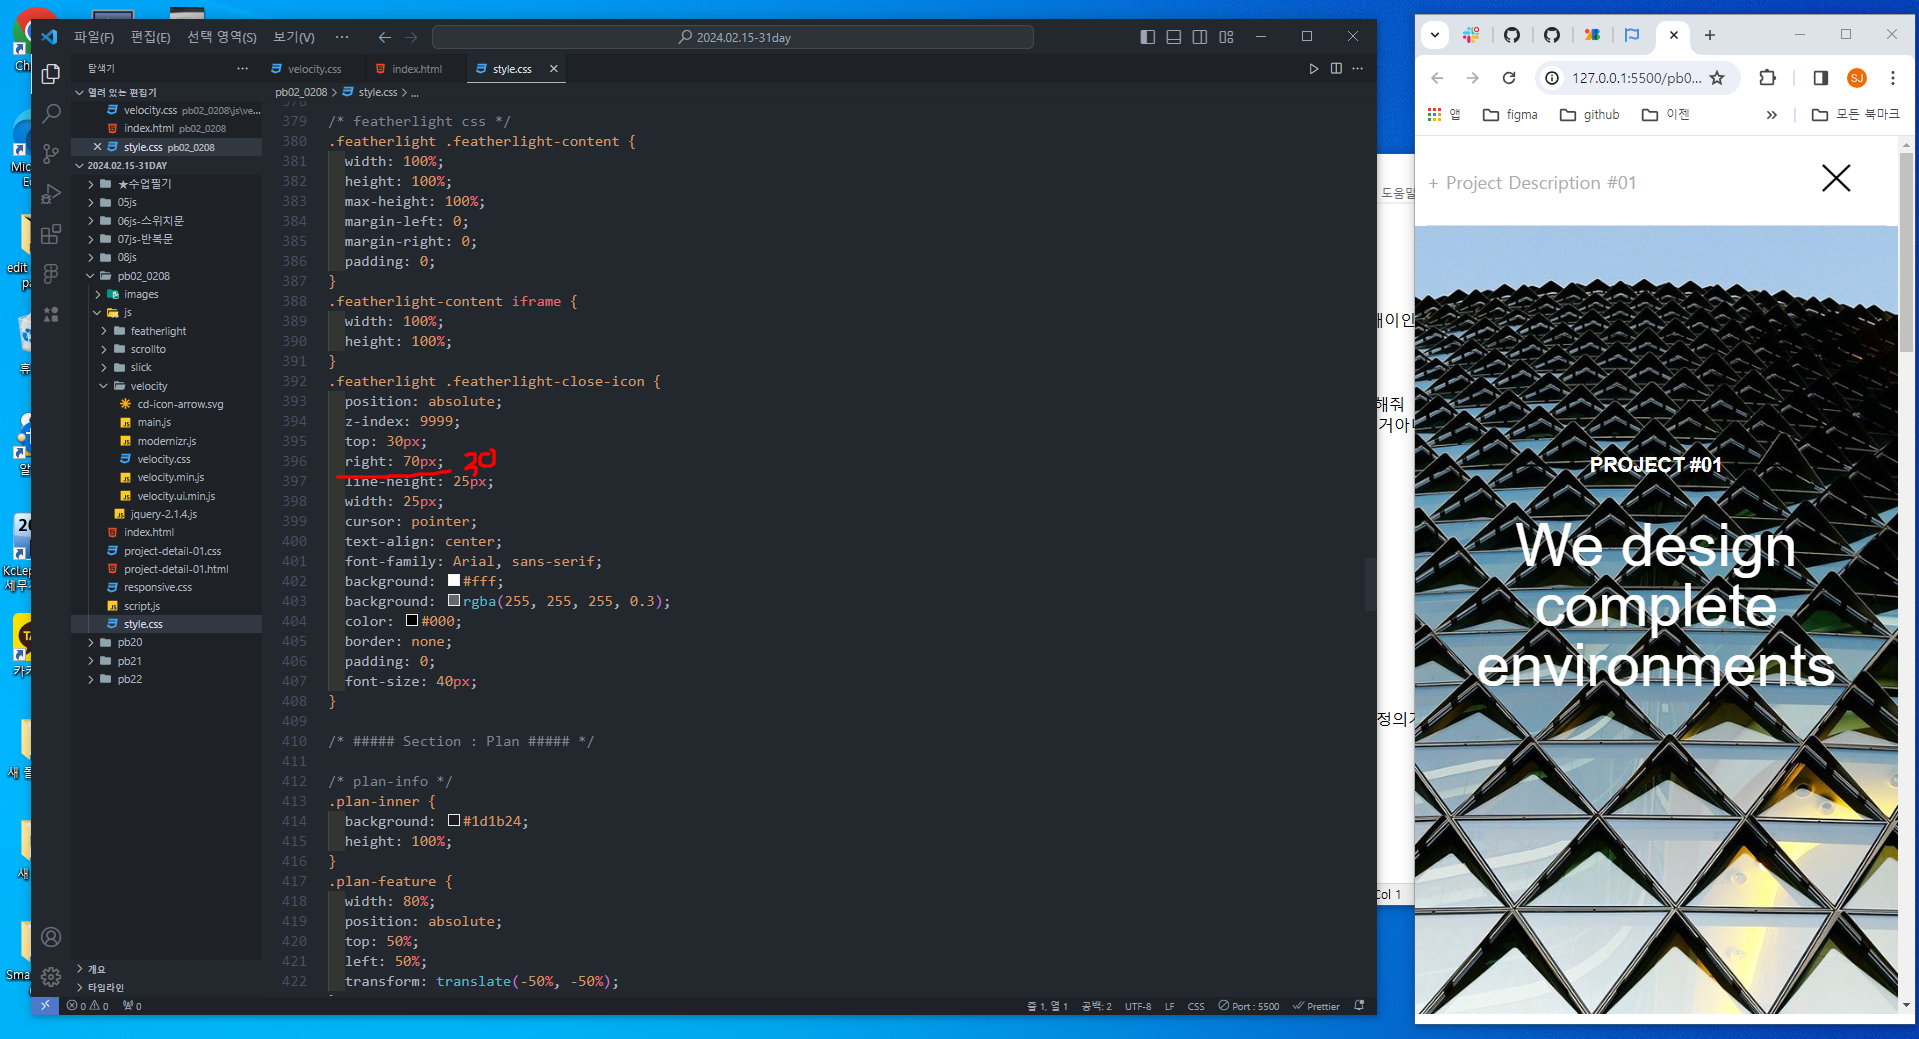 파일(F) 편집(E) 선택 영역(S) 보기(V) ··· 2024.02.15-31day
탐색기
열려 있는 편집기
velocity.css pb02_0208\js\ve...
index.html pb02_0208
style.css pb02_0208
2024.02.15-31DAY
★수업필기
05js
06js-스위치문
07js-반복문
08js
pb02_0208
images
js
featherlight
scrollto
slick
velocity
cd-icon-arrow.svg
main.js
modernizr.js
velocity.css
velocity.min.js
velocity.ui.min.js
jquery-2.1.4.js
index.html
project-detail-01.css
project-detail-01.html
responsive.css
script.js
style.css
pb20
pb21
pb22
개요
타임라인
velocity.css index.html style.css
pb02_0208 > style.css > ...
378
379 /* featherlight css */
380 .featherlight .featherlight-content {
381 width: 100%;
382 height: 100%;
383 max-height: 100%;
384 margin-left: 0;
385 margin-right: 0;
386 padding: 0;
387 }
388 .featherlight-content iframe {
389 width: 100%;
390 height: 100%;
391 }
392 .featherlight .featherlight-close-icon {
393 position: absolute;
394 z-index: 9999;
395 top: 30px;
396 right: 70px; 30
397 line-height: 25px;
398 width: 25px;
399 cursor: pointer;
400 text-align: center;
401 font-family: Arial, sans-serif;
402 background: #fff;
403 background: rgba(255, 255, 255, 0.3);
404 color: #000;
405 border: none;
406 padding: 0;
407 font-size: 40px;
408 }
409
410 /* ##### Section : Plan ##### */
411
412 /* plan-info */
413 .plan-inner {
414 background: #1d1b24;
415 height: 100%;
416 }
417 .plan-feature {
418 width: 80%;
419 position: absolute;
420 top: 50%;
421 left: 50%;
422 transform: translate(-50%, -50%);
0 0 0 줄 1, 열 1 공백: 2 UTF-8 LF CSS Port : 5500 Prettier
127.0.0.1:5500/pb0... SJ
앱 figma github 이젠 » 모든 북마크
+ Project Description #01
PROJECT #01
We design
complete
environments
도움말
해줘
거아
정의
Col 1
edit